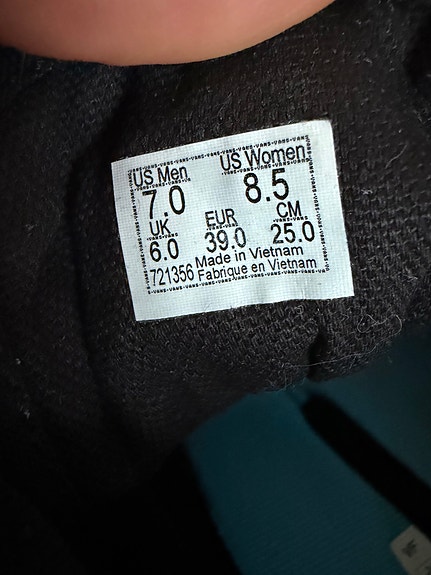 US Men US Women
7.0 8.5
UK EUR CM
6.0 39.0 25.0
Made in Vietnam
721356 Fabrique en Vietnam